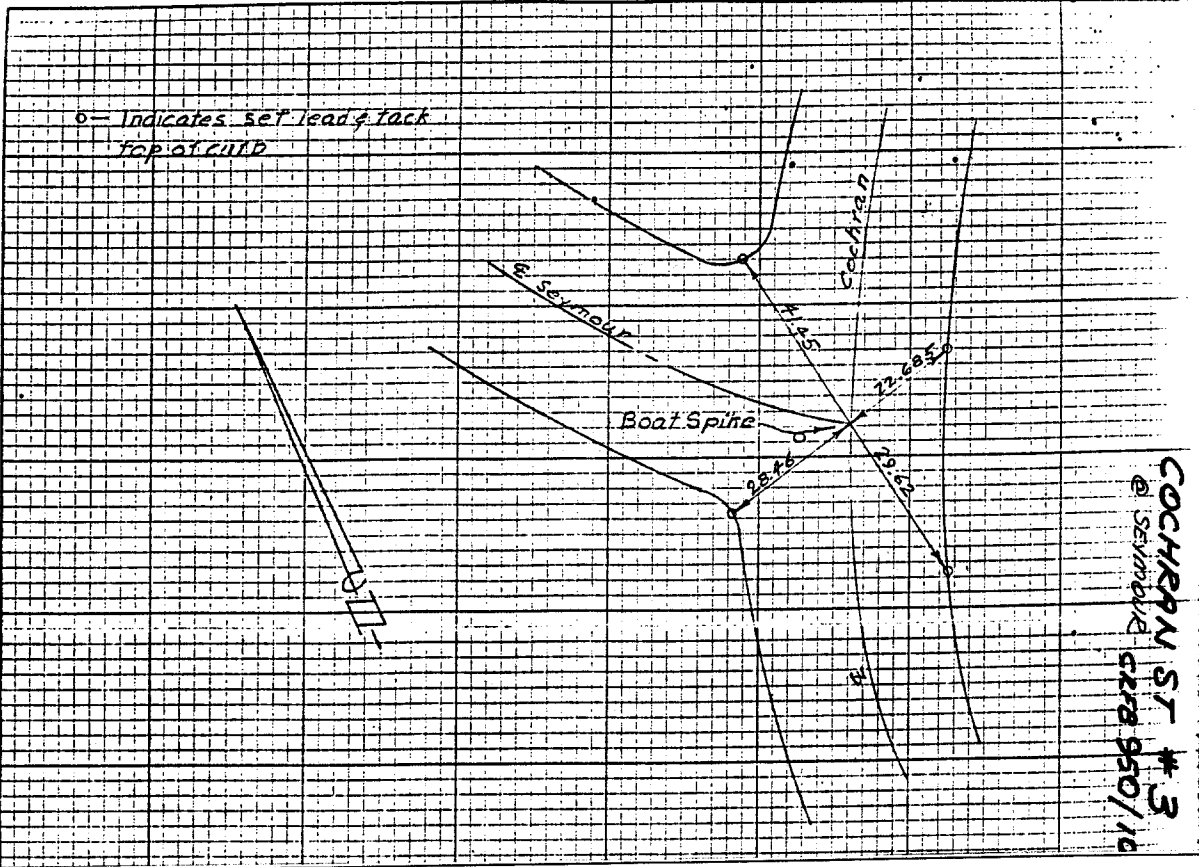 o— Indicates set lead & tack
top of curb
Cochran
℄ Seymour
41.45
22.685
Boat Spike
28.46
29.62
℄
COCHRAN ST #3
@ SEYMOUR